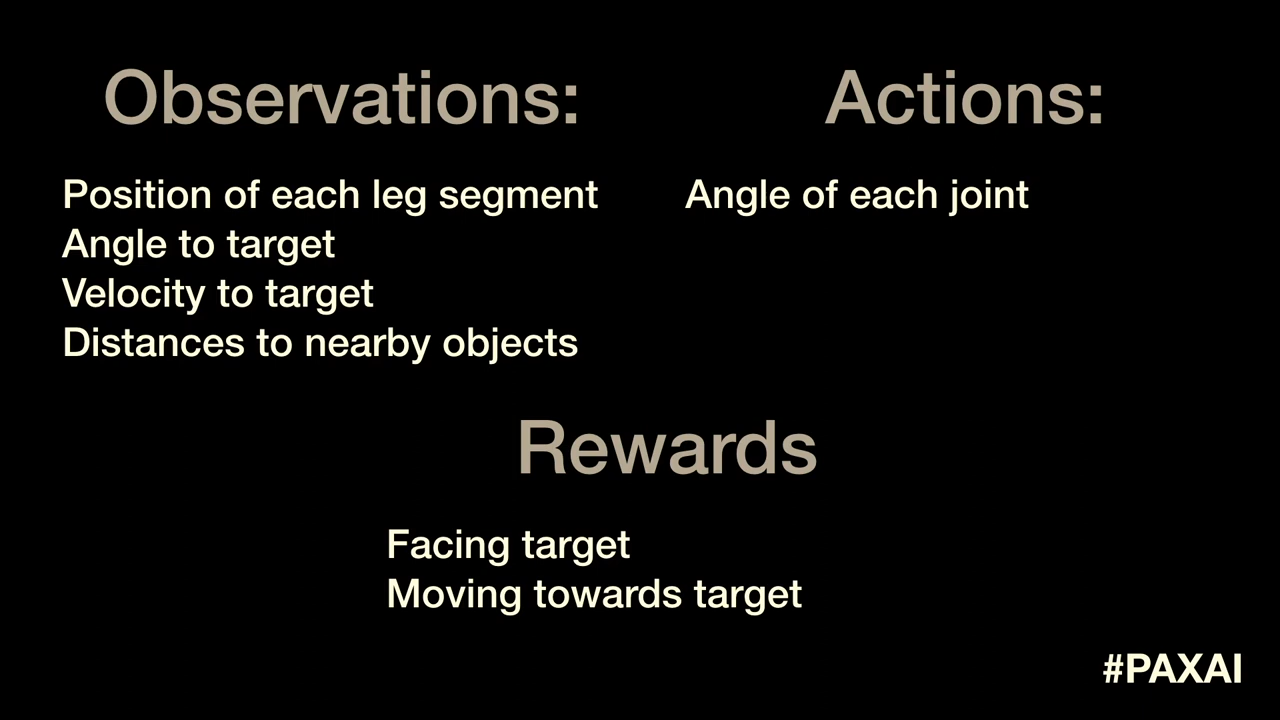 Observations:
Position of each leg segment
Angle to target
Velocity to target
Distances to nearby objects
Actions:
Angle of each joint
Rewards
Facing target
Moving towards target
#PAXAI